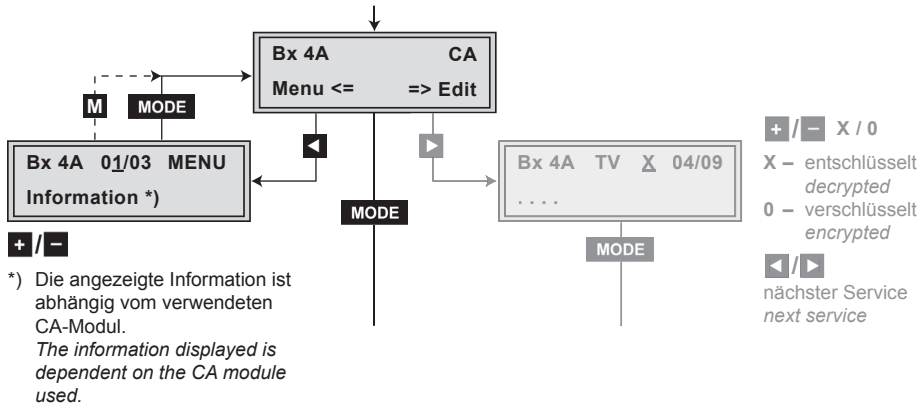 Bx 4A CA
Menu <= => Edit
M MODE
◄ ►
Bx 4A 01/03 MENU
Information *)
+/−
*) Die angezeigte Information ist
abhängig vom verwendeten
CA-Modul.
The information displayed is
dependent on the CA module
used.
MODE
Bx 4A TV X 04/09
. . . .
MODE
+/− X / 0
X – entschlüsselt
decrypted
0 – verschlüsselt
encrypted
◄/►
nächster Service
next service